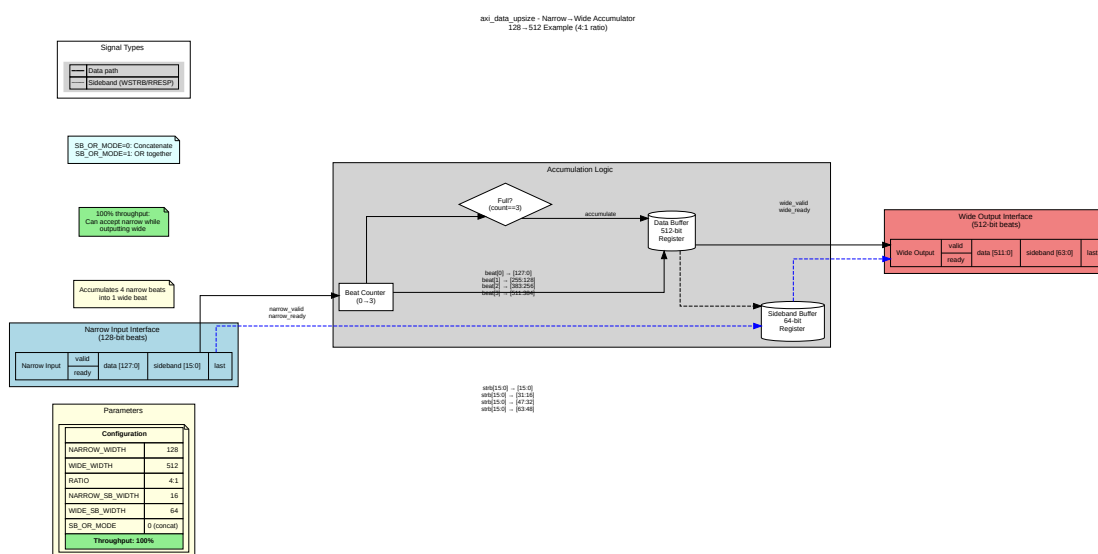 axi_data_upsize - Narrow→Wide Accumulator
128→512 Example (4:1 ratio)
Signal Types
Data path
Sideband (WSTRB/RRESP)
SB_OR_MODE=0: Concatenate
SB_OR_MODE=1: OR together
100% throughput:
Can accept narrow while
outputting wide
Accumulates 4 narrow beats
into 1 wide beat
Narrow Input Interface
(128-bit beats)
Narrow Input
valid
ready
data [127:0]
sideband [15:0]
last
narrow_valid
narrow_ready
Accumulation Logic
Full?
(count==3)
accumulate
Beat Counter
(0→3)
beat[0] → [127:0]
beat[1] → [255:128]
beat[2] → [383:256]
beat[3] → [511:384]
Data Buffer
512-bit
Register
Sideband Buffer
64-bit
Register
wide_valid
wide_ready
Wide Output Interface
(512-bit beats)
Wide Output
valid
ready
data [511:0]
sideband [63:0]
last
strb[15:0] → [15:0]
strb[15:0] → [31:16]
strb[15:0] → [47:32]
strb[15:0] → [63:48]
Parameters
Configuration
NARROW_WIDTH 128
WIDE_WIDTH 512
RATIO 4:1
NARROW_SB_WIDTH 16
WIDE_SB_WIDTH 64
SB_OR_MODE 0 (concat)
Throughput: 100%